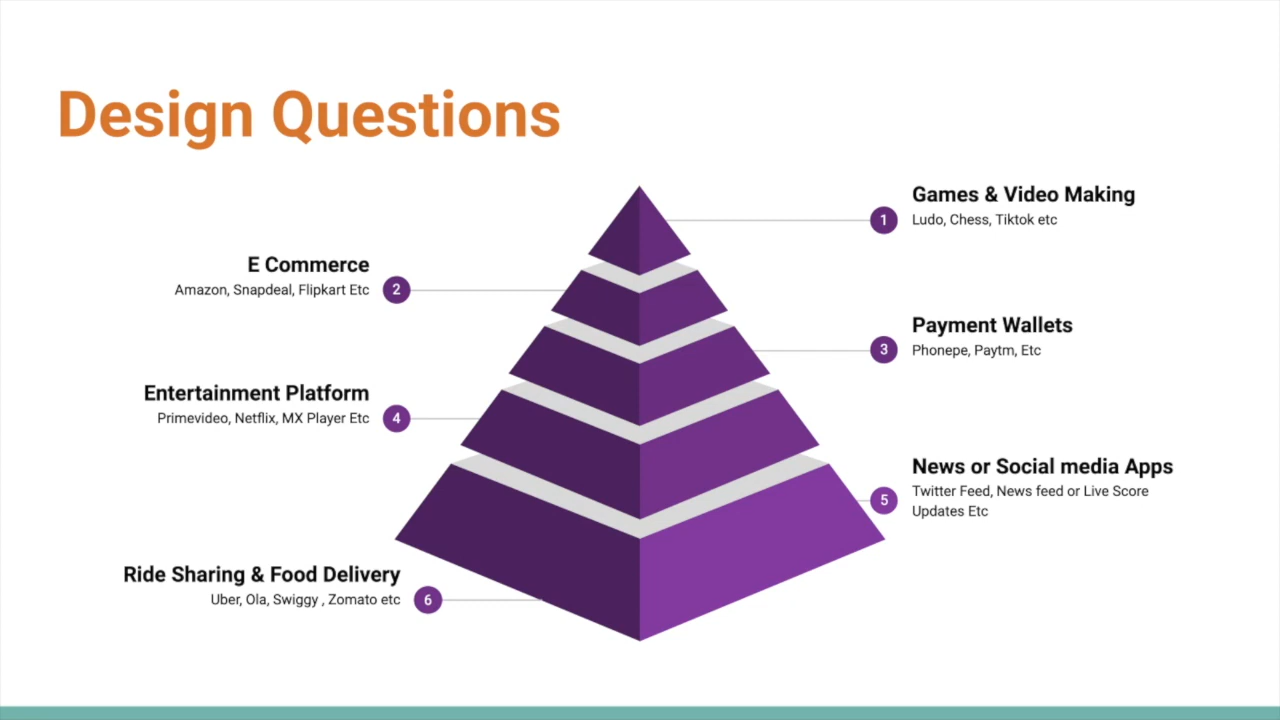 Design Questions
1
Games & Video Making
Ludo, Chess, Tiktok etc
E Commerce
Amazon, Snapdeal, Flipkart Etc
2
Payment Wallets
3
Phonepe, Paytm, Etc
Entertainment Platform
Primevideo, Netflix, MX Player Etc
4
News or Social media Apps
5
Twitter Feed, News feed or Live Score
Updates Etc
Ride Sharing & Food Delivery
Uber, Ola, Swiggy , Zomato etc
6